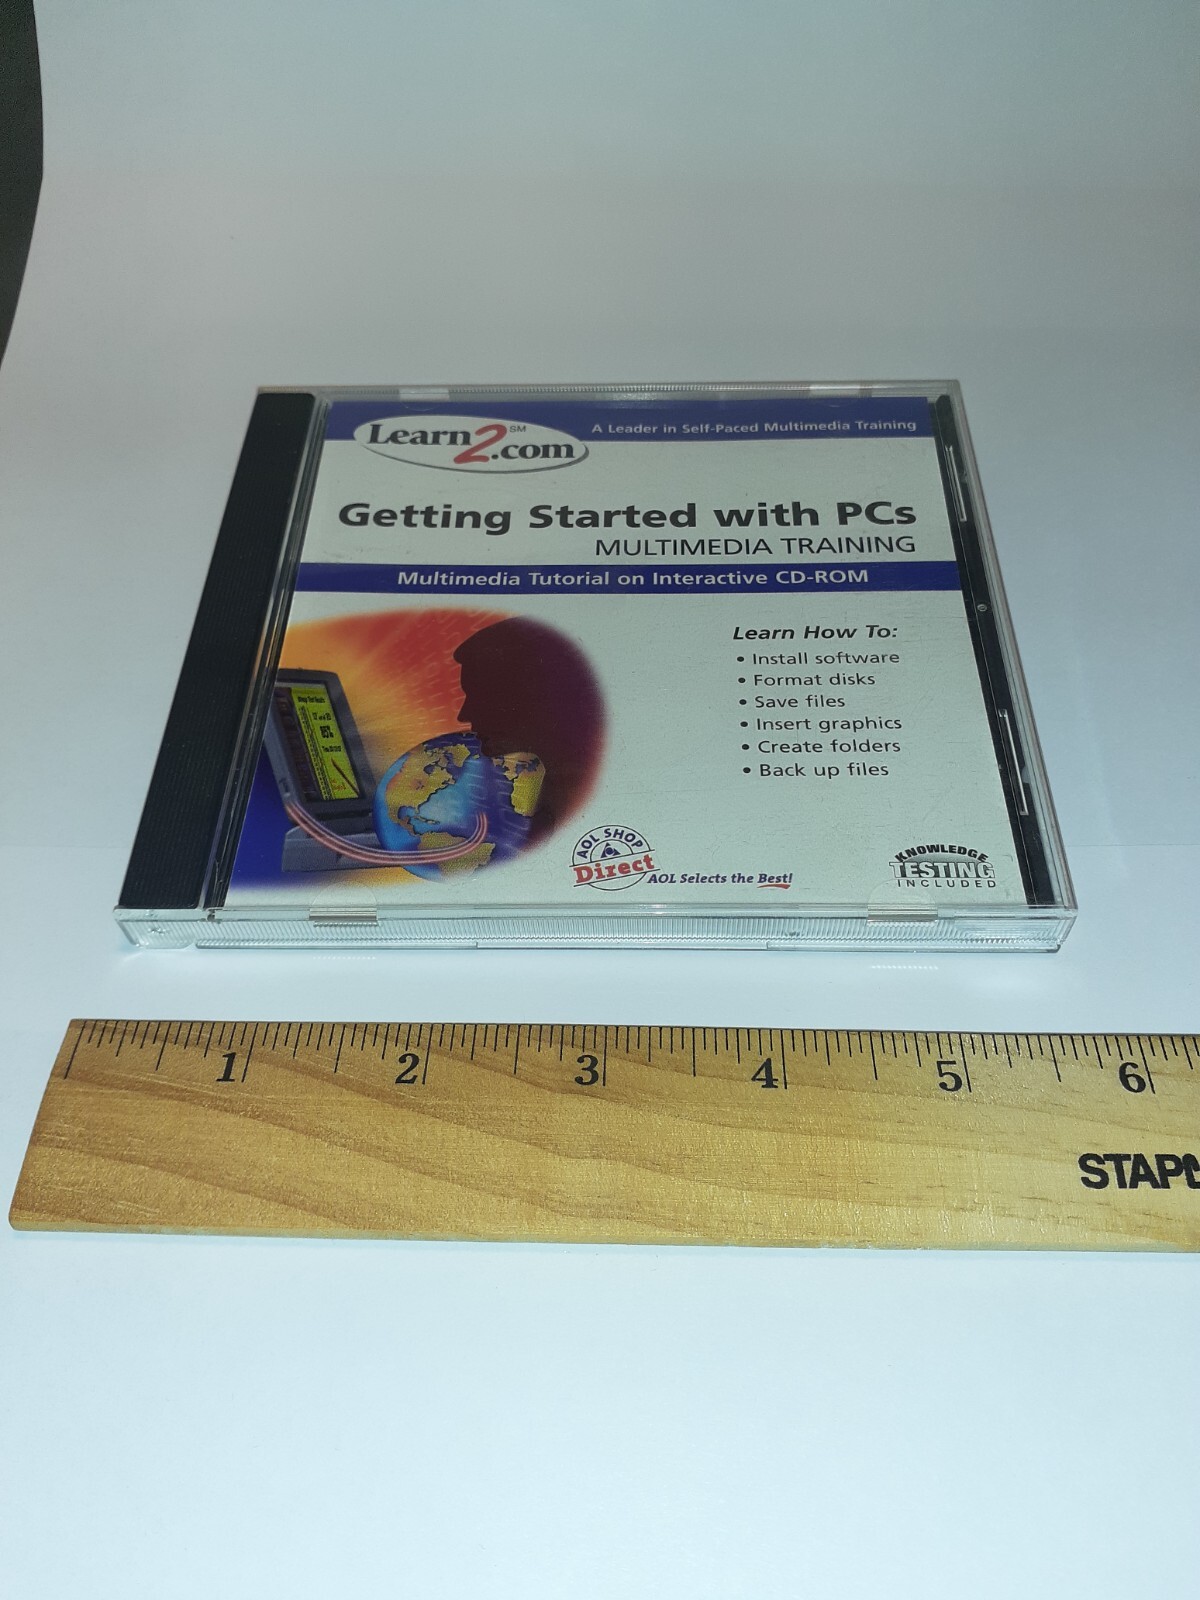 Learn2.com SM
A Leader in Self-Paced Multimedia Training
Getting Started with PCs
MULTIMEDIA TRAINING
Multimedia Tutorial on Interactive CD-ROM
Learn How To:
• Install software
• Format disks
• Save files
• Insert graphics
• Create folders
• Back up files
AOL SHOP
Direct
AOL Selects the Best!
KNOWLEDGE
TESTING
INCLUDED
1 2 3 4 5 6